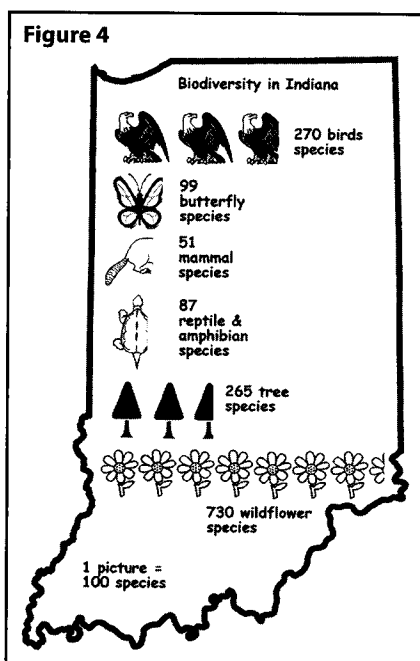 Figure 4
Biodiversity in Indiana
270 birds
species
99
butterfly
species
51
mammal
species
87
reptile &
amphibian
species
265 tree
species
730 wildflower
species
1 picture =
100 species